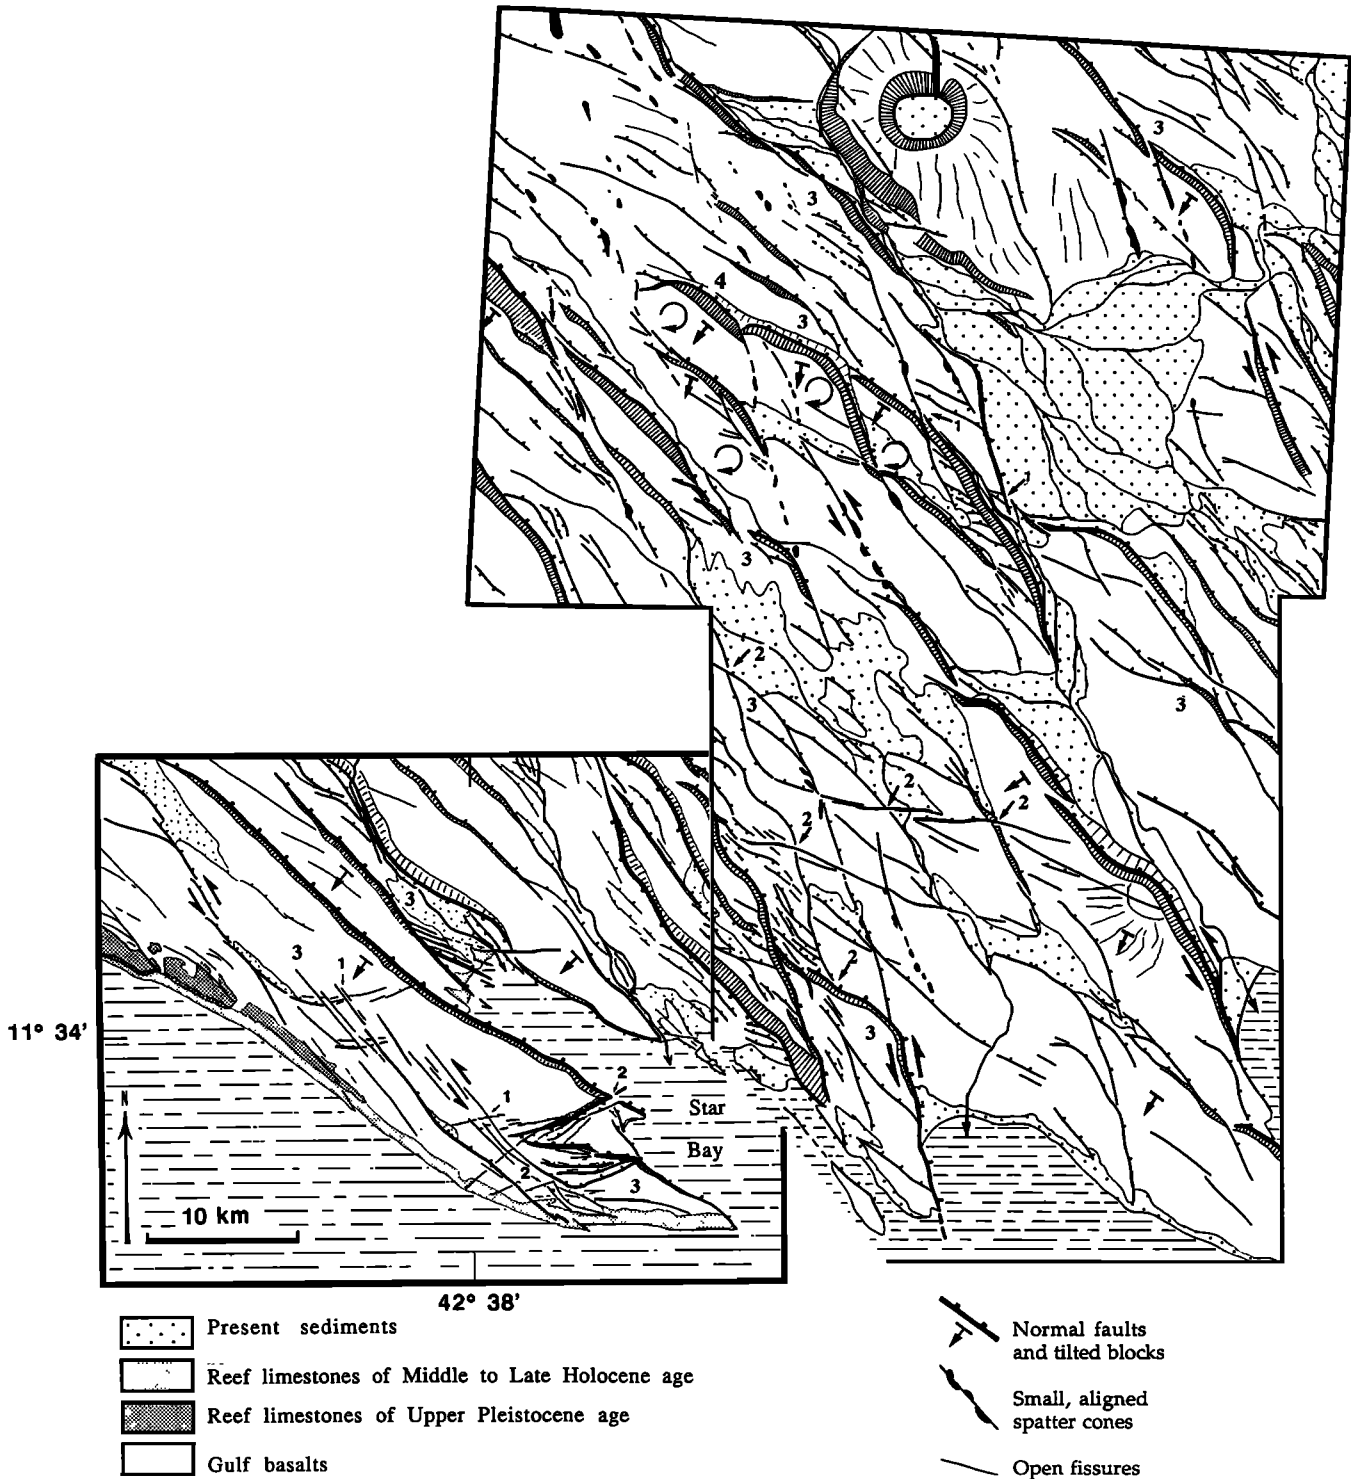 3
1
3
4
1
3
1
1
3
2
3
3
2
2
2
3
3
1
2
3
11° 34'
N
1
2
2
3
Star
Bay
10 km
42° 38'
Present sediments
Reef limestones of Middle to Late Holocene age
Reef limestones of Upper Pleistocene age
Gulf basalts
Normal faults
and tilted blocks
Small, aligned
spatter cones
Open fissures